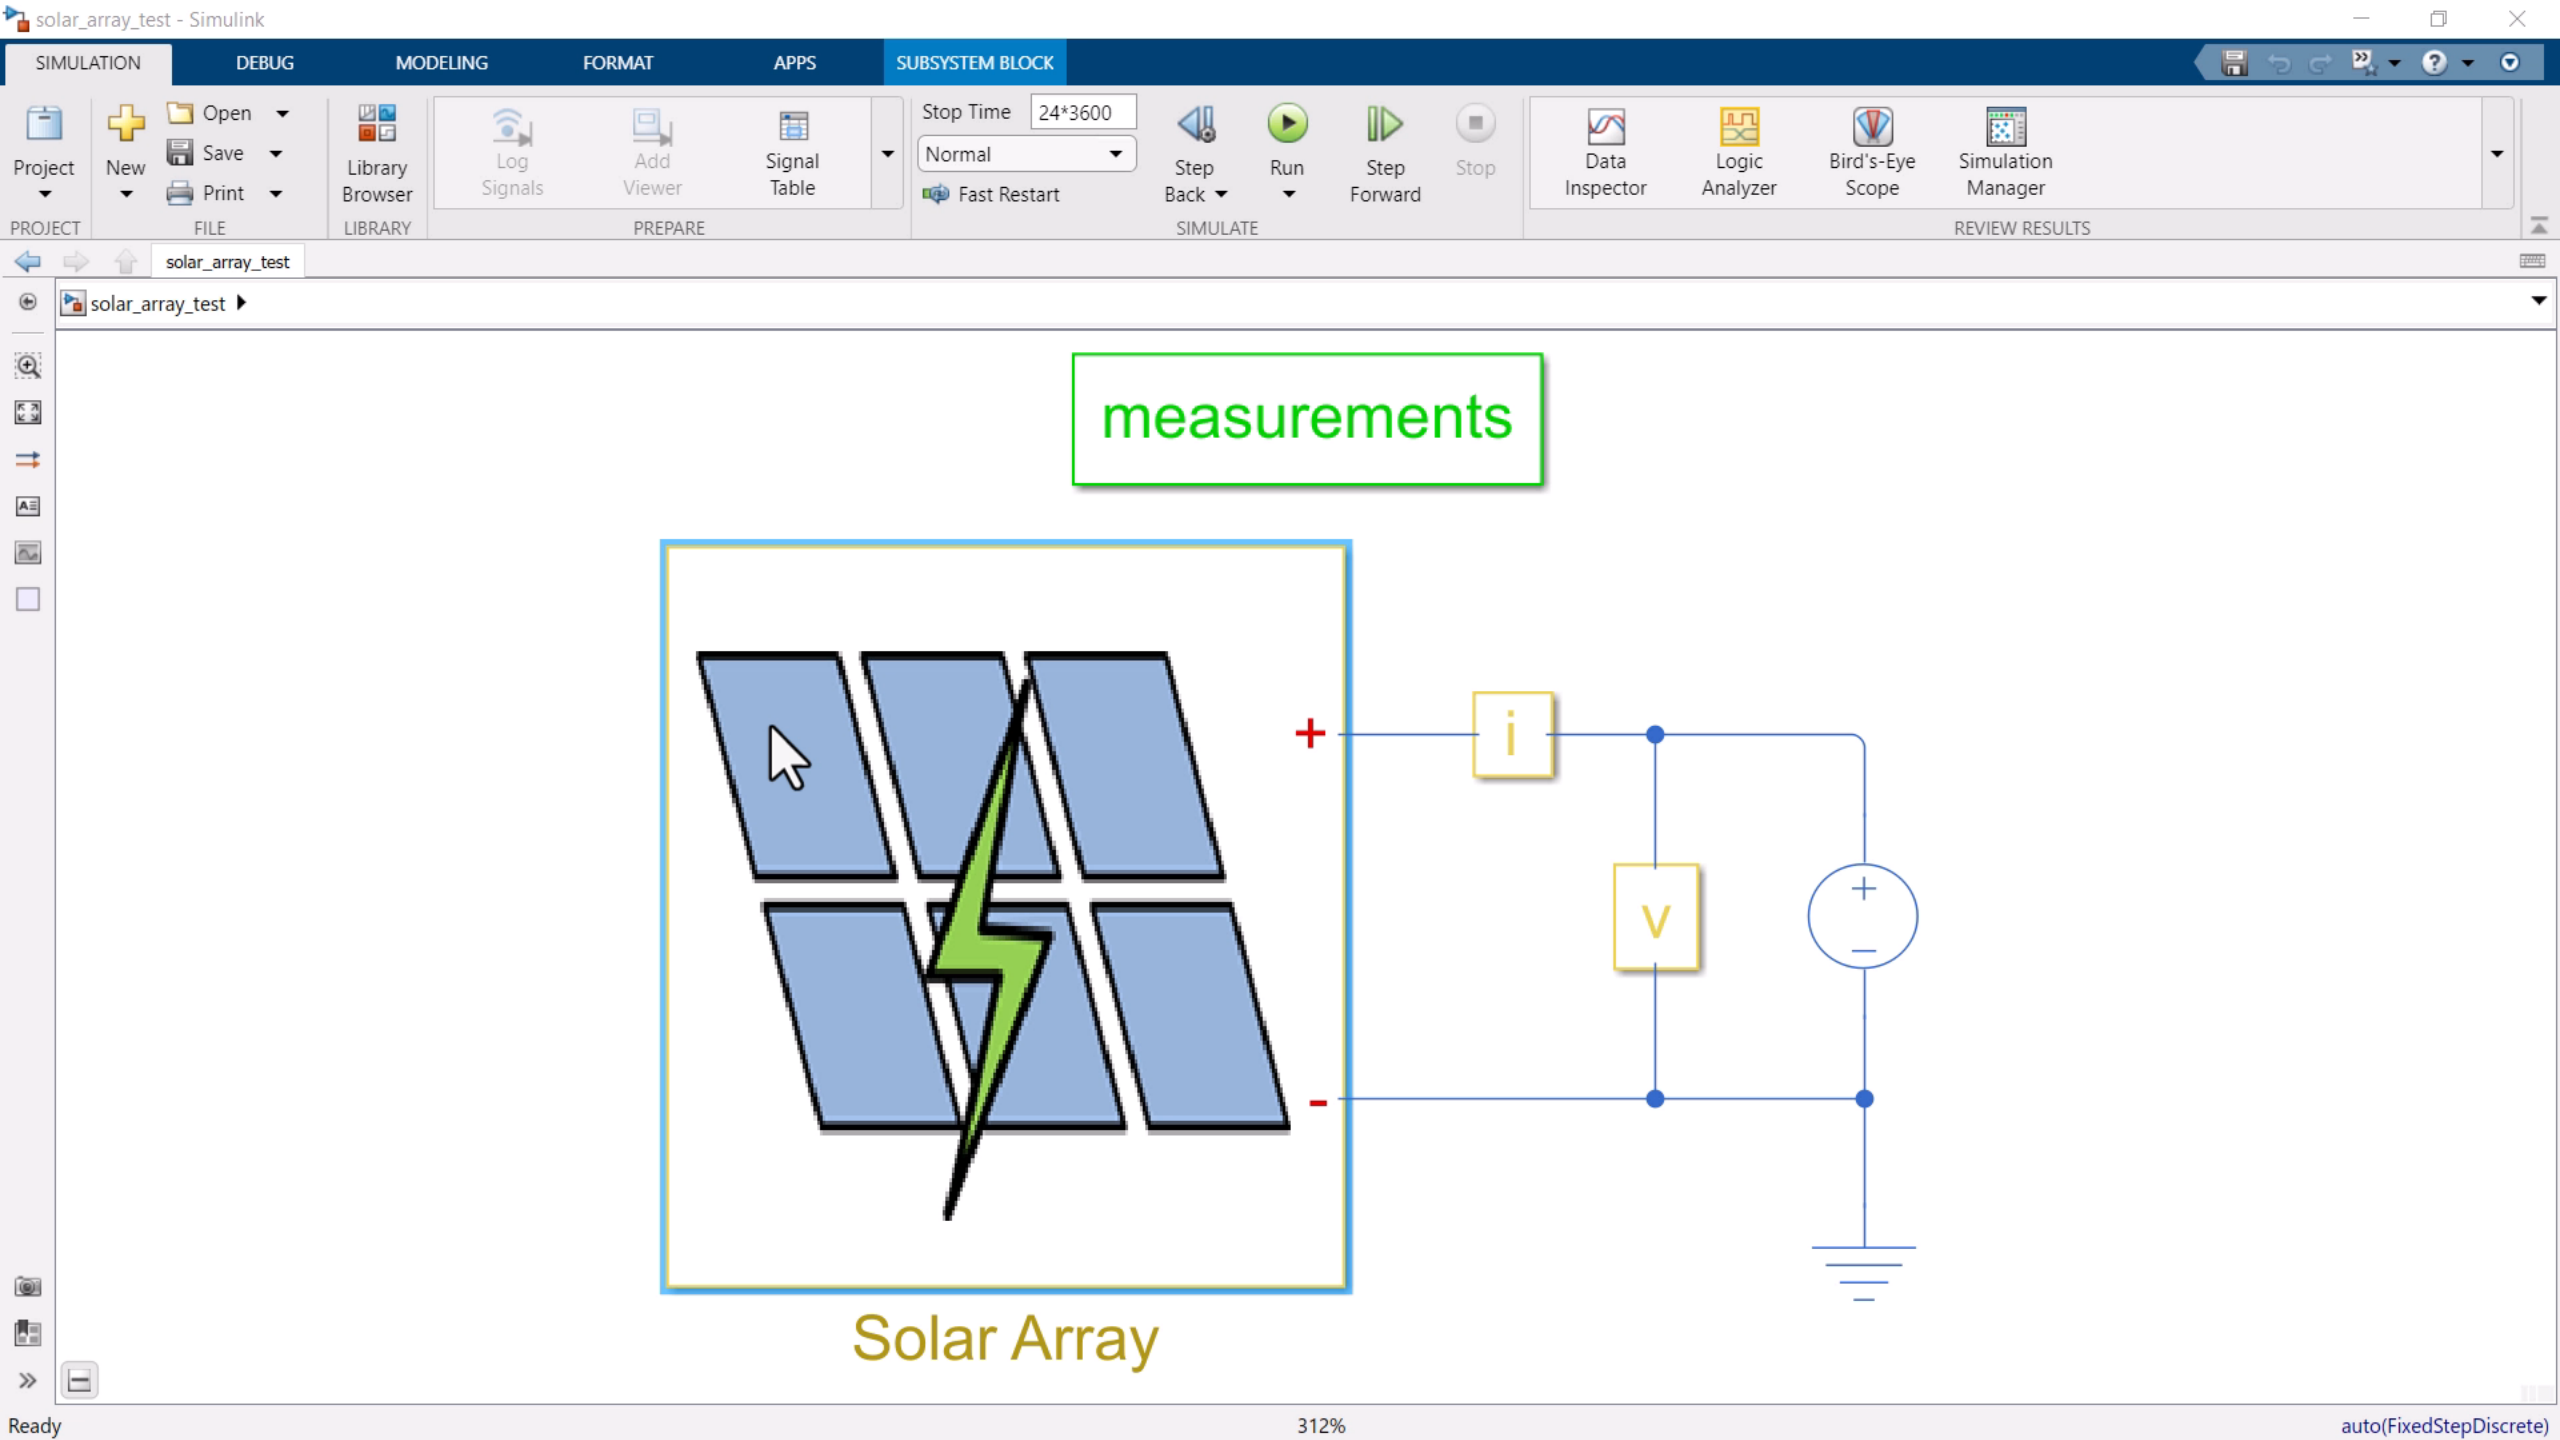 solar_array_test - Simulink
SIMULATION DEBUG MODELING FORMAT APPS SUBSYSTEM BLOCK
Project
New
Open
Save
Print
Library
Browser
Log
Signals
Add
Viewer
Signal
Table
Stop Time 24*3600
Normal
Fast Restart
Step
Back
Run
Step
Forward
Stop
Data
Inspector
Logic
Analyzer
Bird's-Eye
Scope
Simulation
Manager
PROJECT FILE LIBRARY PREPARE SIMULATE REVIEW RESULTS
solar_array_test
solar_array_test
measurements
+
i
v
+
-
-
Solar Array
Ready 312% auto(FixedStepDiscrete)